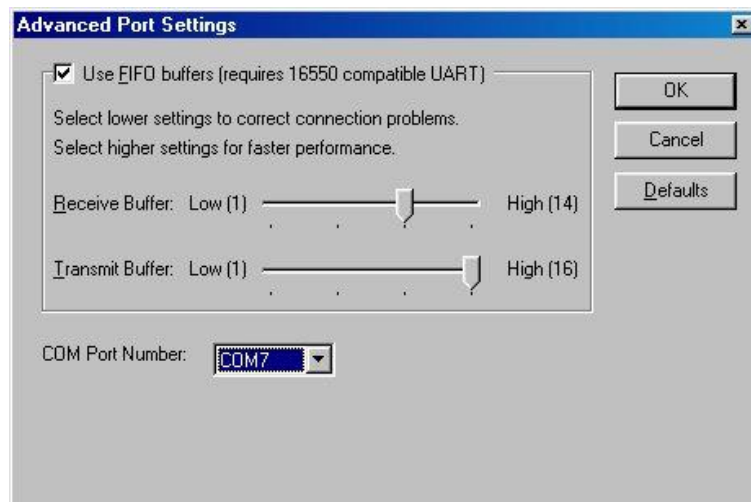 Advanced Port Settings
Use FIFO buffers (requires 16550 compatible UART)
OK
Select lower settings to correct connection problems.
Cancel
Select higher settings for faster performance.
Defaults
Receive Buffer: Low (1) High (14)
Transmit Buffer: Low (1) High (16)
COM Port Number: COM7